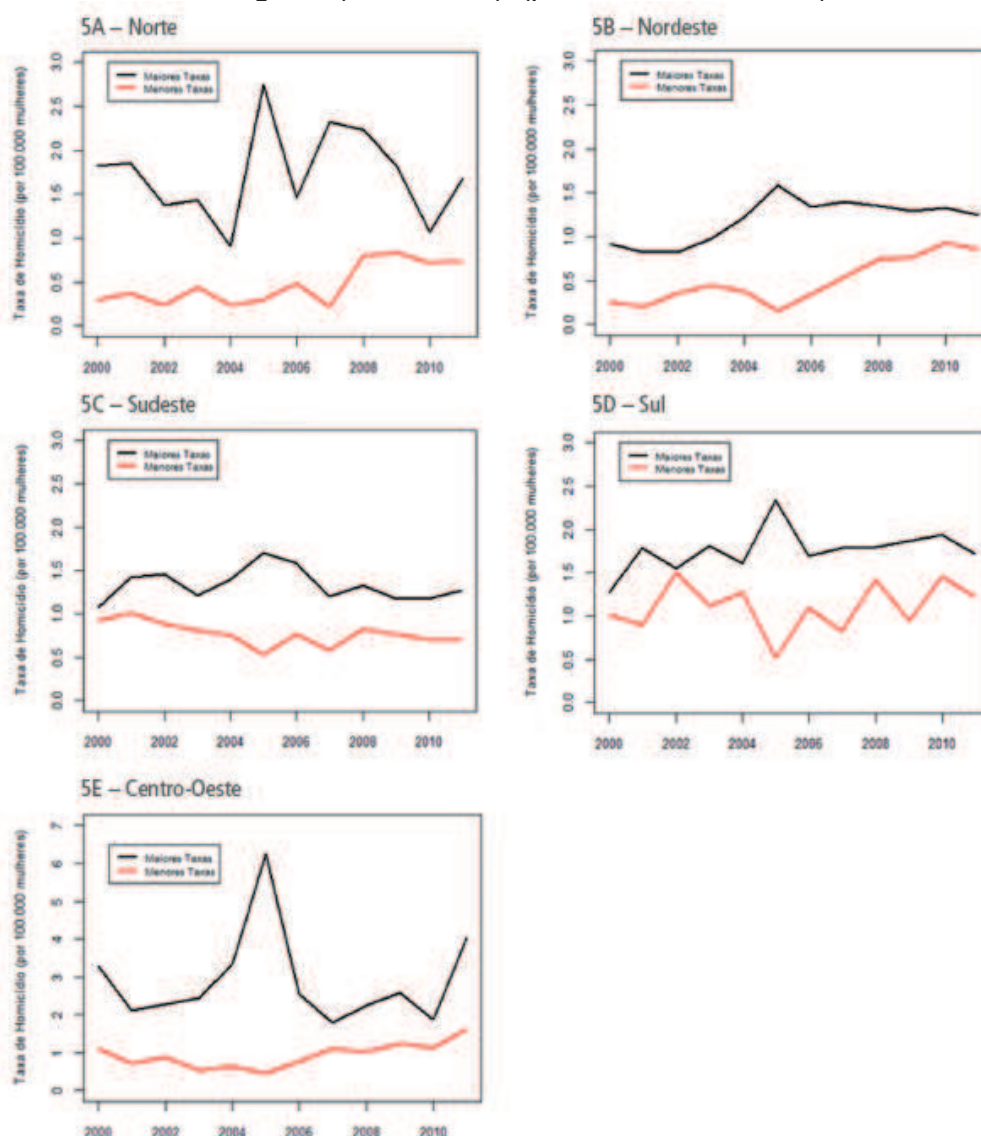 5A – Norte
Taxa de Homicídio (por 100.000 mulheres)
3.0
2.5
2.0
1.5
1.0
0.5
0.0
Maiores Taxas
Menores Taxas
2000 2002 2004 2006 2008 2010
5B – Nordeste
Taxa de Homicídio (por 100.000 mulheres)
3.0
2.5
2.0
1.5
1.0
0.5
0.0
Maiores Taxas
Menores Taxas
2000 2002 2004 2006 2008 2010
5C – Sudeste
Taxa de Homicídio (por 100.000 mulheres)
3.0
2.5
2.0
1.5
1.0
0.5
0.0
Maiores Taxas
Menores Taxas
2000 2002 2004 2006 2008 2010
5D – Sul
Taxa de Homicídio (por 100.000 mulheres)
3.0
2.5
2.0
1.5
1.0
0.5
0.0
Maiores Taxas
Menores Taxas
2000 2002 2004 2006 2008 2010
5E – Centro-Oeste
Taxa de Homicídio (por 100.000 mulheres)
7
6
5
4
3
2
1
0
Maiores Taxas
Menores Taxas
2000 2002 2004 2006 2008 2010